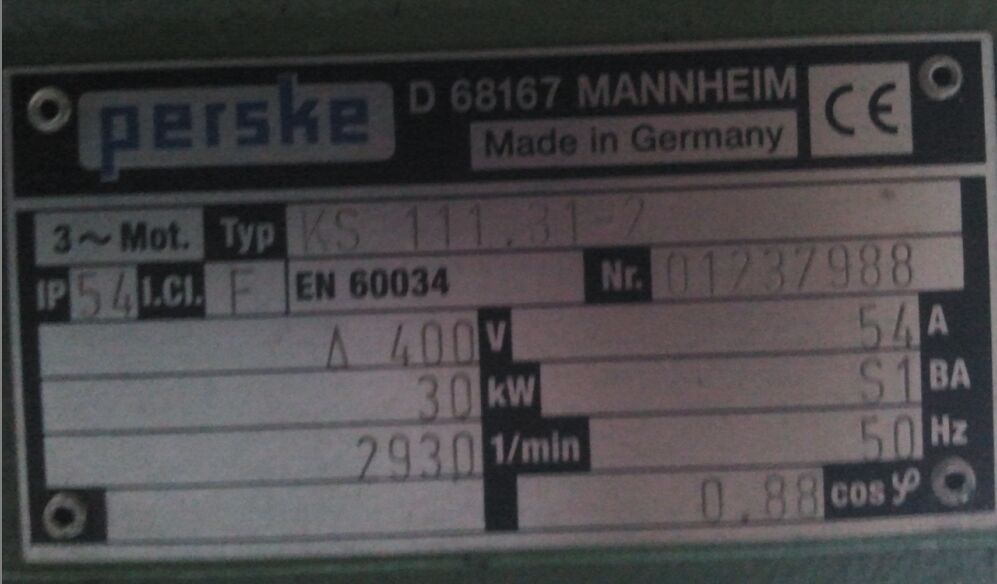 perske D 68167 MANNHEIM CE
Made in Germany
3~Mot. Typ KS 111.31-2
IP 54 I.Cl. F EN 60034 Nr. 01237988
Δ 400 V 54 A
30 kW S1 BA
2930 1/min 50 Hz
0,88 cos φ